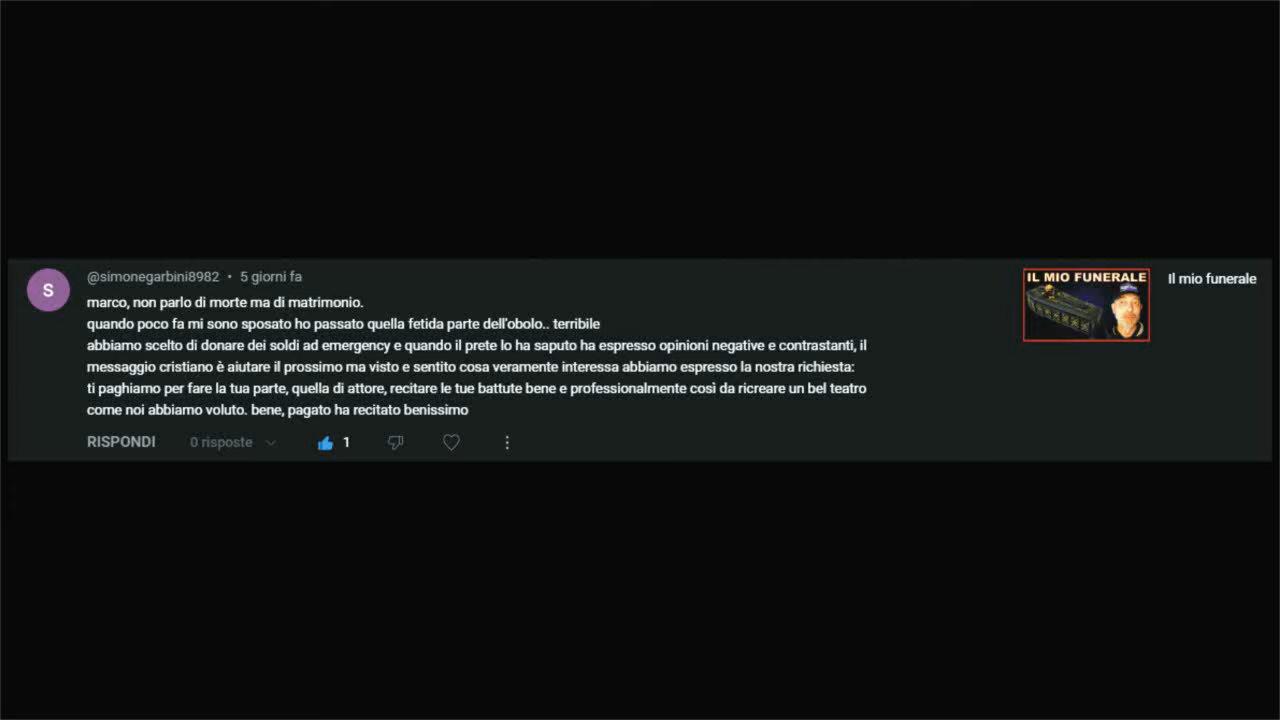 S
@simonegarbini8982 • 5 giorni fa
marco, non parlo di morte ma di matrimonio.
quando poco fa mi sono sposato ho passato quella fetida parte dell'obolo.. terribile
abbiamo scelto di donare dei soldi ad emergency e quando il prete lo ha saputo ha espresso opinioni negative e contrastanti, il
messaggio cristiano è aiutare il prossimo ma visto e sentito cosa veramente interessa abbiamo espresso la nostra richiesta:
ti paghiamo per fare la tua parte, quella di attore, recitare le tue battute bene e professionalmente così da ricreare un bel teatro
come noi abbiamo voluto. bene, pagato ha recitato benissimo
RISPONDI 0 risposte 1
IL MIO FUNERALE
Il mio funerale